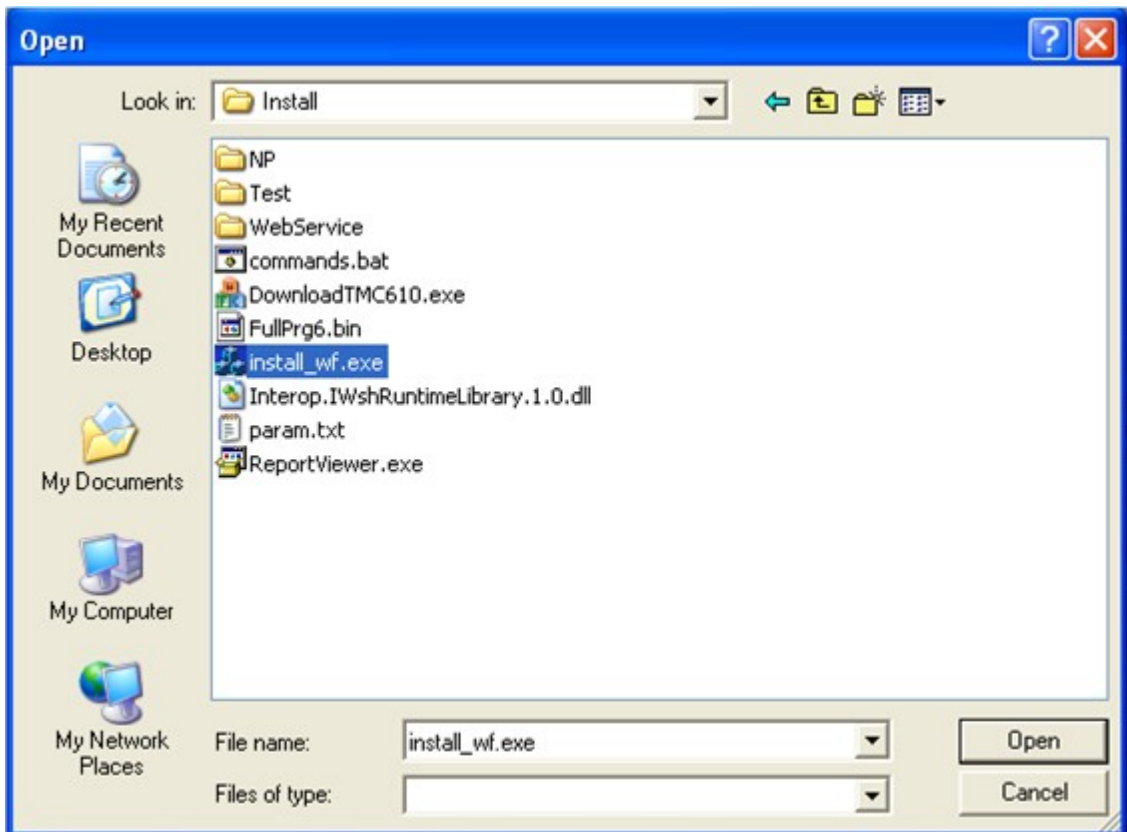 Open
Look in: Install
NP
Test
WebService
commands.bat
DownloadTMC610.exe
FullPrg6.bin
install_wf.exe
Interop.IWshRuntimeLibrary.1.0.dll
param.txt
ReportViewer.exe
My Recent
Documents
Desktop
My Documents
My Computer
My Network
Places
File name: install_wf.exe Open
Files of type: Cancel